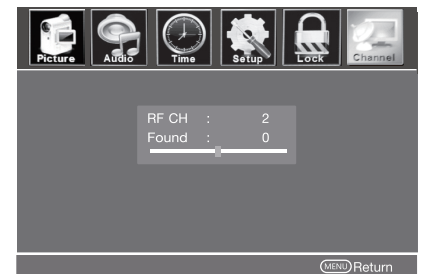 Picture Audio Time Setup Lock Channel
RF CH : 2
Found : 0
MENU Return